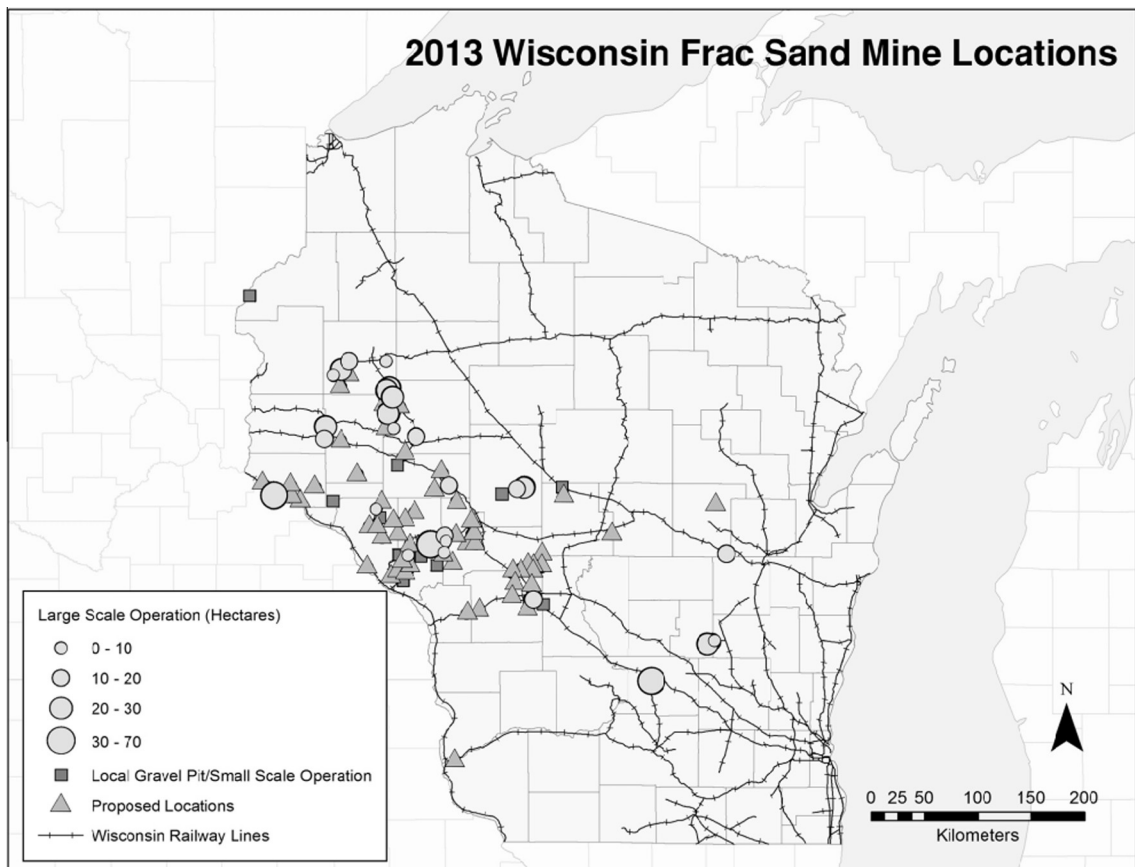 2013 Wisconsin Frac Sand Mine Locations
Large Scale Operation (Hectares)
0 - 10
10 - 20
20 - 30
30 - 70
Local Gravel Pit/Small Scale Operation
Proposed Locations
Wisconsin Railway Lines
N
0 25 50 100 150 200
Kilometers